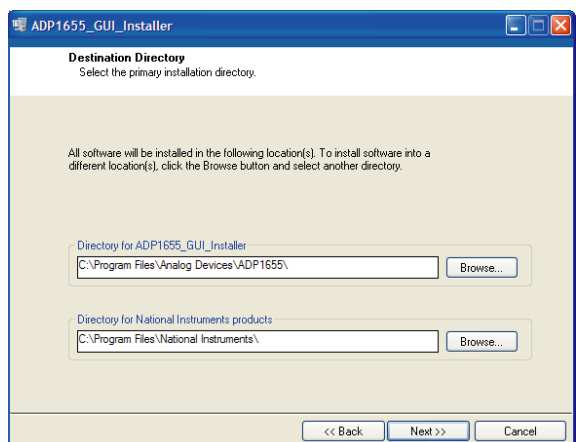 ADP1655_GUI_Installer
Destination Directory
Select the primary installation directory.
All software will be installed in the following location(s). To install software into a
different location(s), click the Browse button and select another directory.
Directory for ADP1655_GUI_Installer
C:\Program Files\Analog Devices\ADP1655\
Browse...
Directory for National Instruments products
C:\Program Files\National Instruments\
Browse...
<< Back
Next >>
Cancel